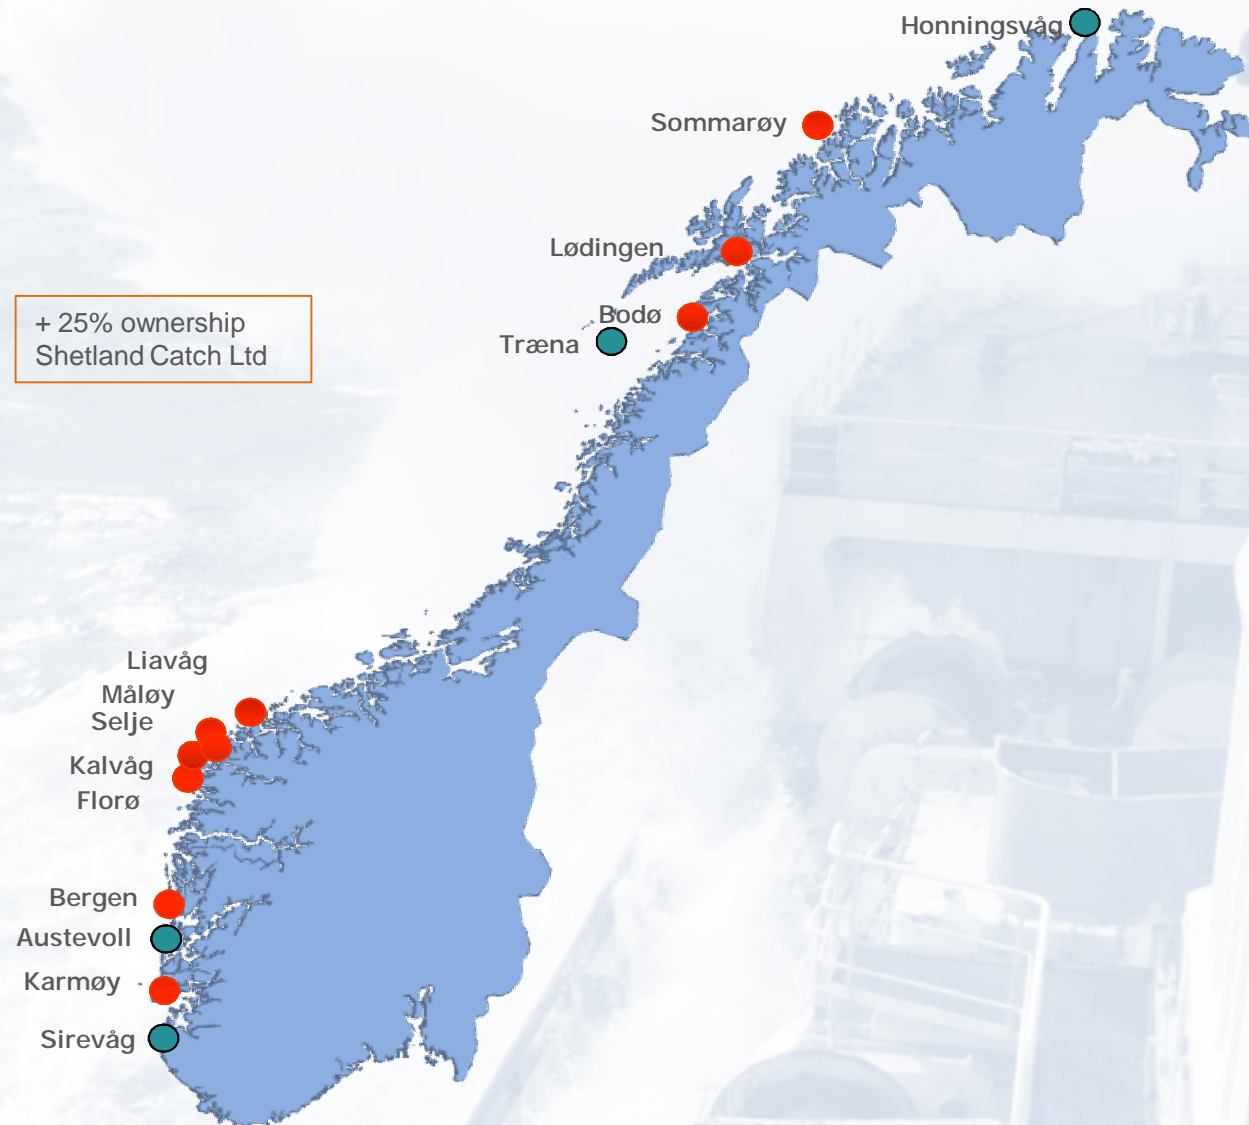 Honningsvåg
Sommarøy
Lødingen
+ 25% ownership
Shetland Catch Ltd
Bodø
Træna
Liavåg
Måløy
Selje
Kalvåg
Florø
Bergen
Austevoll
Karmøy
Sirevåg